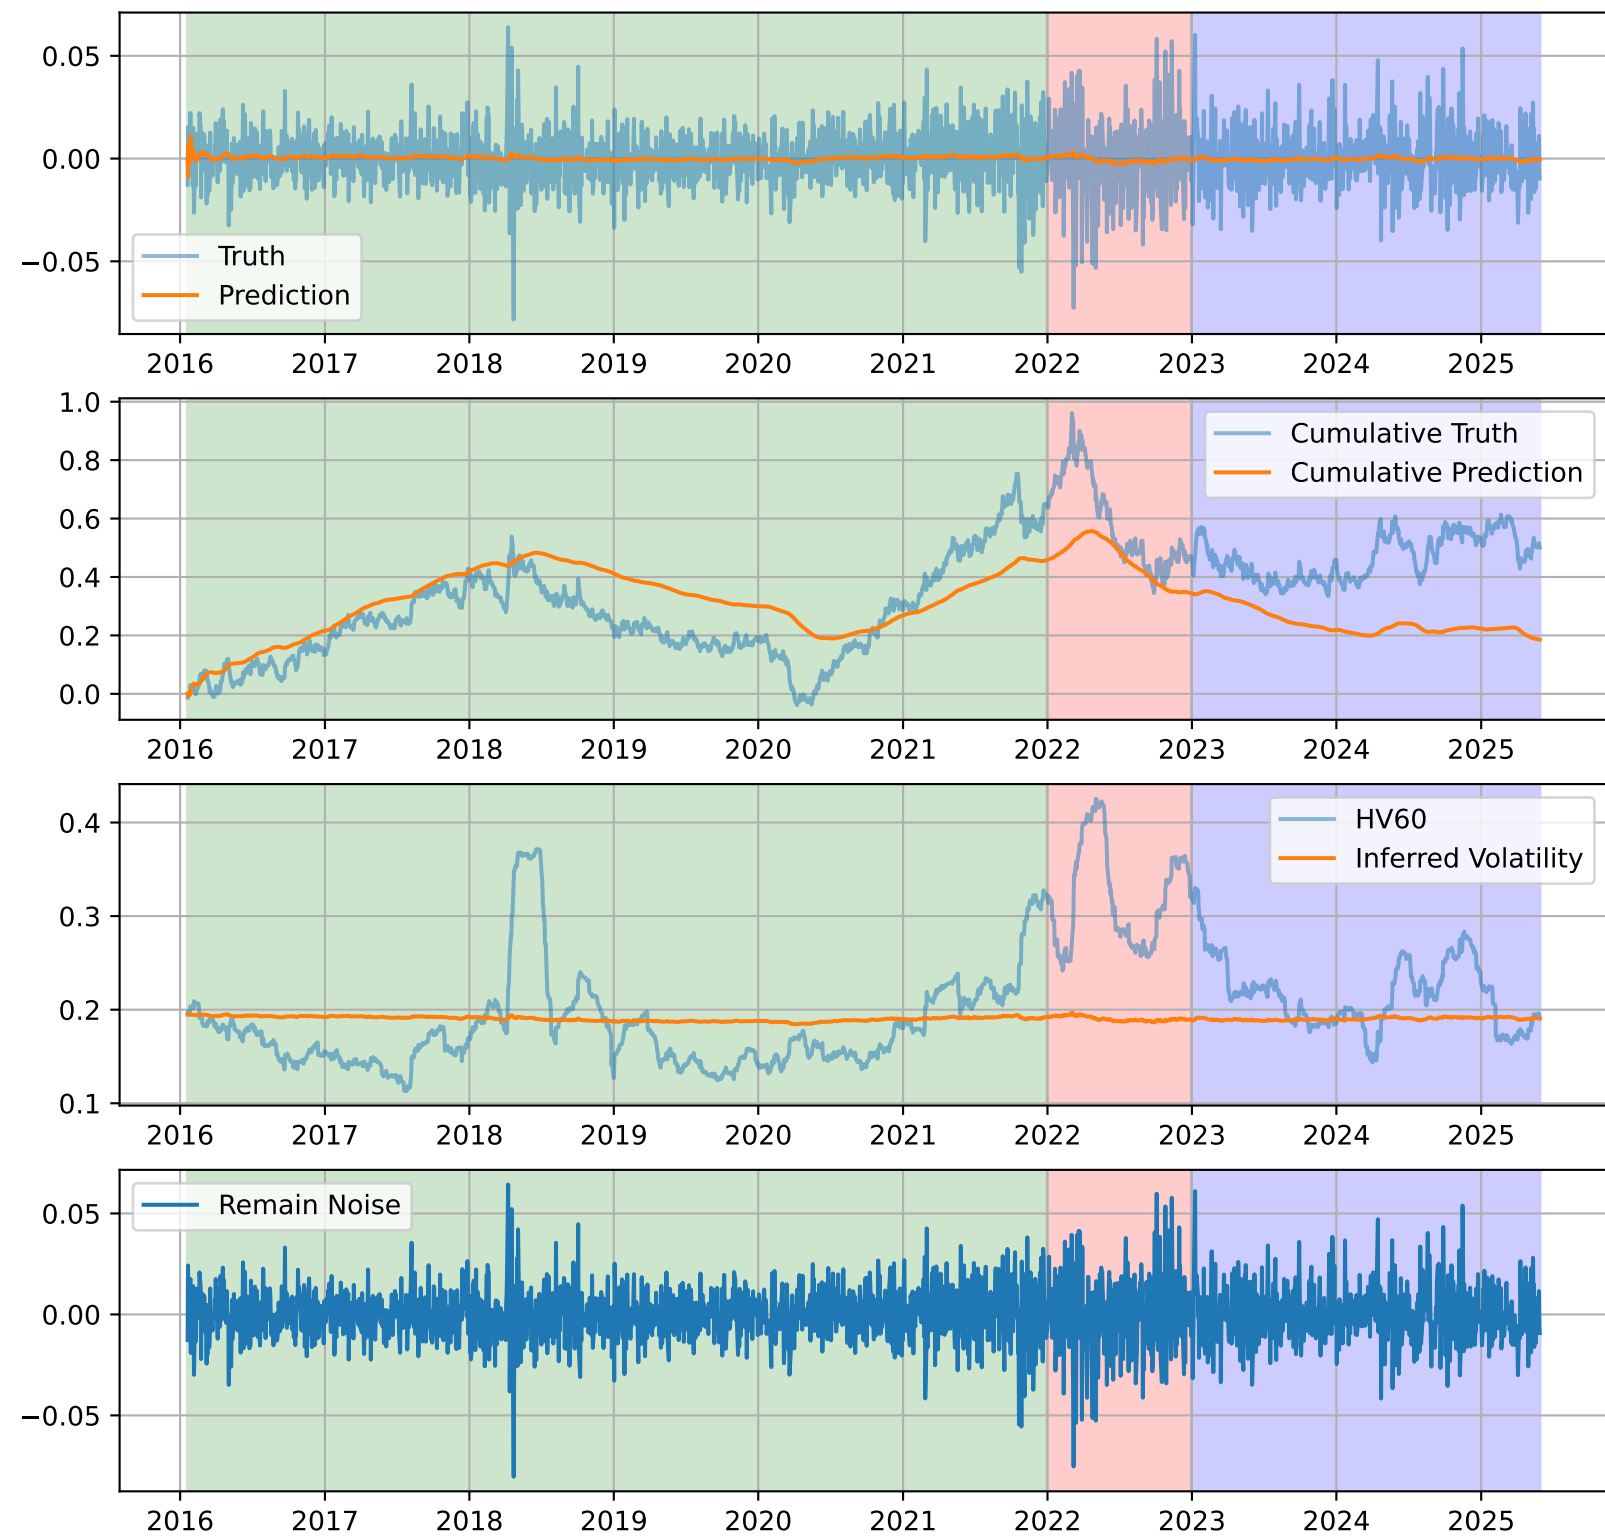 0.05
0.00
−0.05
Truth
Prediction
2016 2017 2018 2019 2020 2021 2022 2023 2024 2025
1.0
0.8
0.6
0.4
0.2
0.0
Cumulative Truth
Cumulative Prediction
2016 2017 2018 2019 2020 2021 2022 2023 2024 2025
0.4
0.3
0.2
0.1
HV60
Inferred Volatility
2016 2017 2018 2019 2020 2021 2022 2023 2024 2025
Remain Noise
0.05
0.00
−0.05
2016 2017 2018 2019 2020 2021 2022 2023 2024 2025